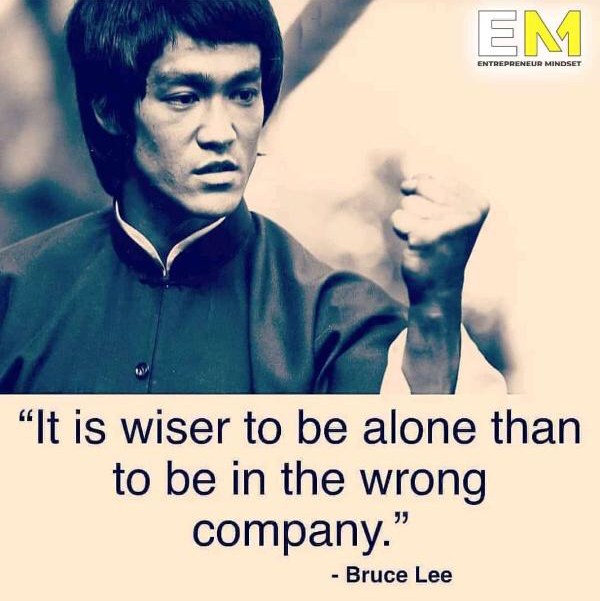 EM
ENTREPRENEUR MINDSET
“It is wiser to be alone than
to be in the wrong
company.”
- Bruce Lee